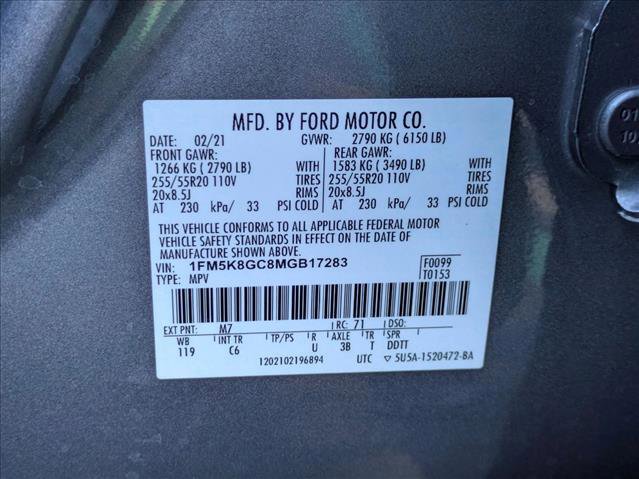 MFD. BY FORD MOTOR CO.
DATE: 02/21 GVWR: 2790 KG ( 6150 LB)
FRONT GAWR: REAR GAWR:
1266 KG ( 2790 LB) WITH 1583 KG ( 3490 LB) WITH
255/55R20 110V TIRES 255/55R20 110V TIRES
20x8.5J RIMS 20x8.5J RIMS
AT 230 kPa/ 33 PSI COLD AT 230 kPa/ 33 PSI COLD
THIS VEHICLE CONFORMS TO ALL APPLICABLE FEDERAL MOTOR
VEHICLE SAFETY STANDARDS IN EFFECT ON THE DATE OF
MANUFACTURE SHOWN ABOVE.
VIN: 1FM5K8GC8MGB17283 F0099
TYPE: MPV T0153
EXT PNT: M7 RC: 71 DSO:
WB INT TR TP/PS R AXLE TR SPR
119 C6 U 3B T DDTT
1202102196894 UTC ▽ 5U5A-1520472-BA
01
10